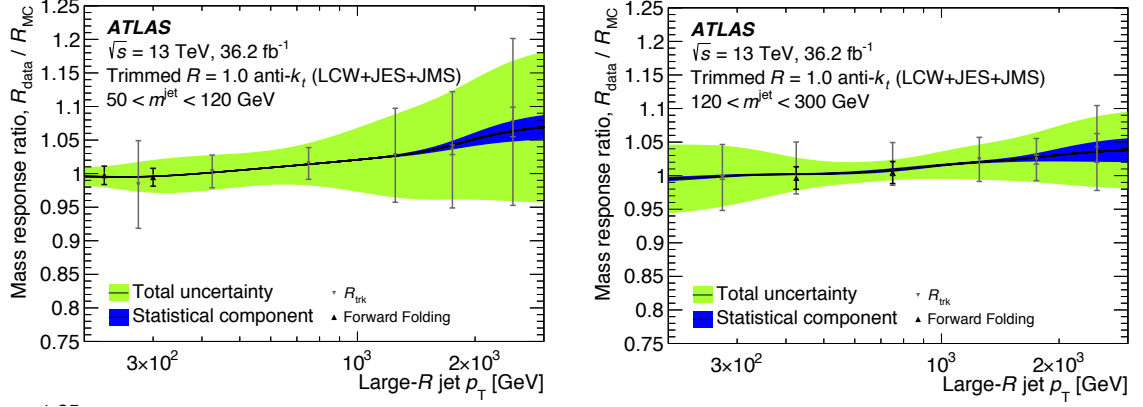 Mass response ratio, R_data / R_MC
1.25
1.2
1.15
1.1
1.05
1
0.95
0.9
0.85
0.8
0.75
ATLAS
√s = 13 TeV, 36.2 fb⁻¹
Trimmed R = 1.0 anti-k_t (LCW+JES+JMS)
50 < m^jet < 120 GeV
Total uncertainty
Statistical component
R_trk
Forward Folding
3×10²
10³
2×10³
Large-R jet p_T [GeV]
Mass response ratio, R_data / R_MC
1.25
1.2
1.15
1.1
1.05
1
0.95
0.9
0.85
0.8
0.75
ATLAS
√s = 13 TeV, 36.2 fb⁻¹
Trimmed R = 1.0 anti-k_t (LCW+JES+JMS)
120 < m^jet < 300 GeV
Total uncertainty
Statistical component
R_trk
Forward Folding
3×10²
10³
2×10³
Large-R jet p_T [GeV]